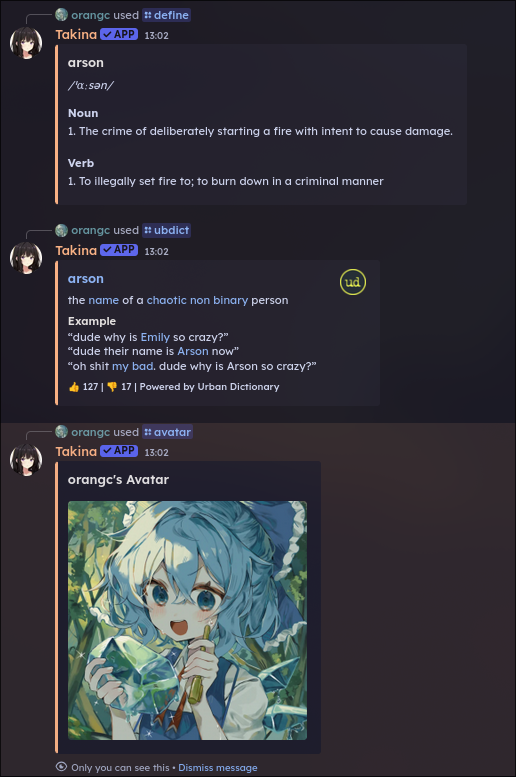 orangc used define
Takina ✓ APP 13:02
arson
/ˈɑːsən/
Noun
1. The crime of deliberately starting a fire with intent to cause damage.
Verb
1. To illegally set fire to; to burn down in a criminal manner
orangc used ubdict
Takina ✓ APP 13:02
arson
ud
the name of a chaotic non binary person
Example
“dude why is Emily so crazy?”
“dude their name is Arson now”
“oh shit my bad. dude why is Arson so crazy?”
👍 127 | 👎 17 | Powered by Urban Dictionary
orangc used avatar
Takina ✓ APP 13:02
orangc's Avatar
Only you can see this • Dismiss message